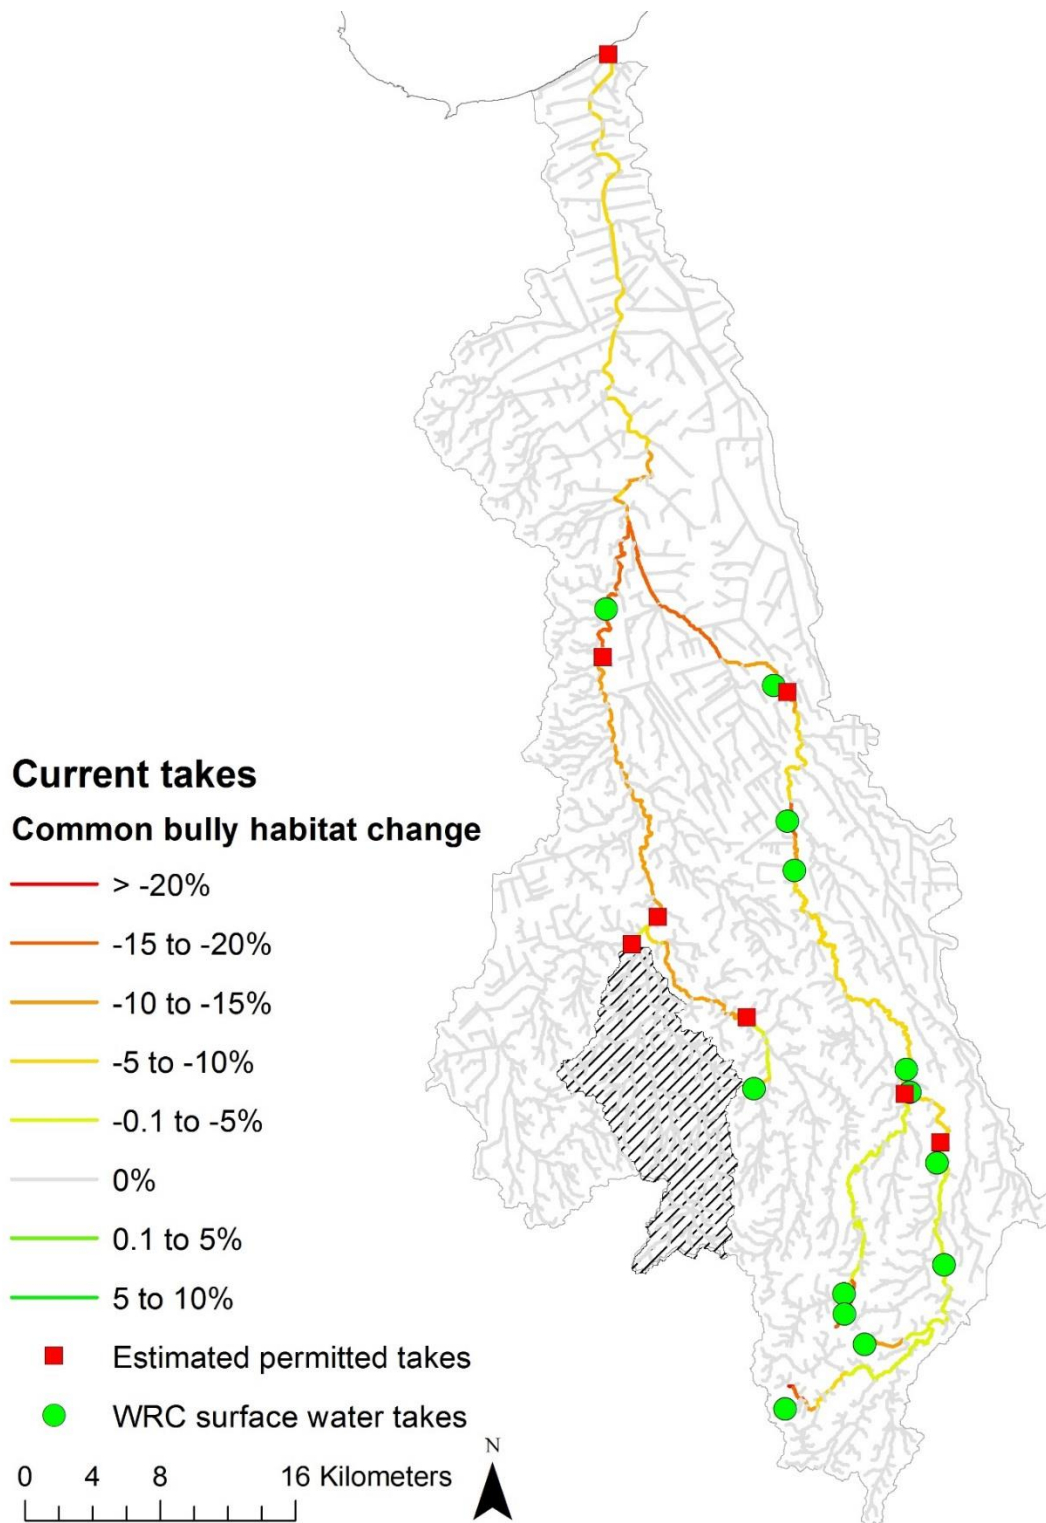 Current takes
Common bully habitat change
> -20%
-15 to -20%
-10 to -15%
-5 to -10%
-0.1 to -5%
0%
0.1 to 5%
5 to 10%
Estimated permitted takes
WRC surface water takes
N
0 4 8 16 Kilometers